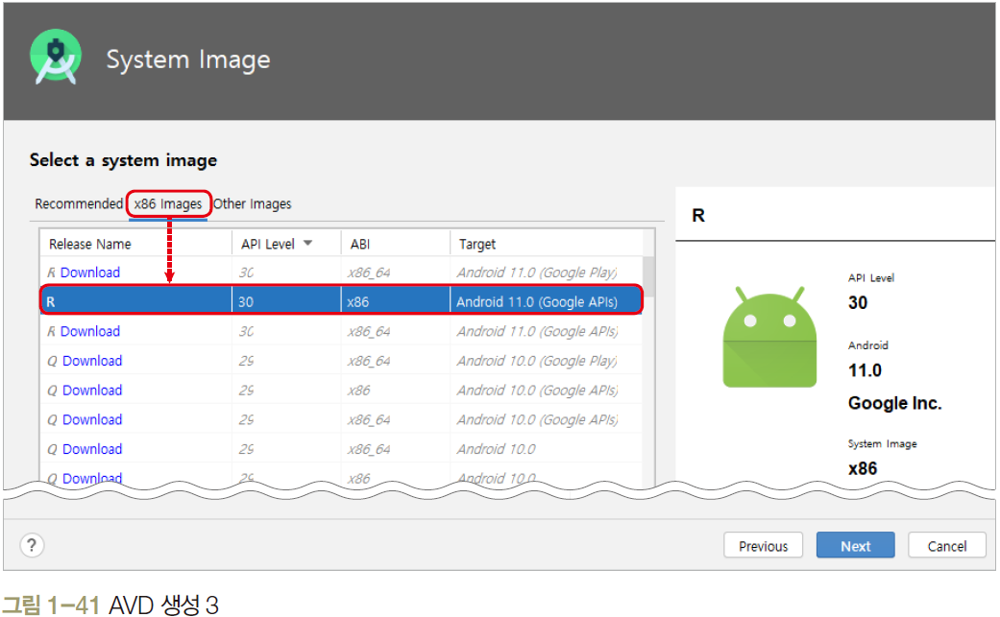 System Image
Select a system image
Recommended x86 Images Other Images
Release Name API Level ABI Target
R Download 30 x86_64 Android 11.0 (Google Play)
R 30 x86 Android 11.0 (Google APIs)
R Download 30 x86_64 Android 11.0 (Google APIs)
Q Download 29 x86_64 Android 10.0 (Google Play)
Q Download 29 x86 Android 10.0 (Google APIs)
Q Download 29 x86_64 Android 10.0 (Google APIs)
Q Download 29 x86_64 Android 10.0
Q Download 29 x86 Android 10.0
R
API Level
30
Android
11.0
Google Inc.
System Image
x86
? Previous Next Cancel
그림 1-41 AVD 생성 3